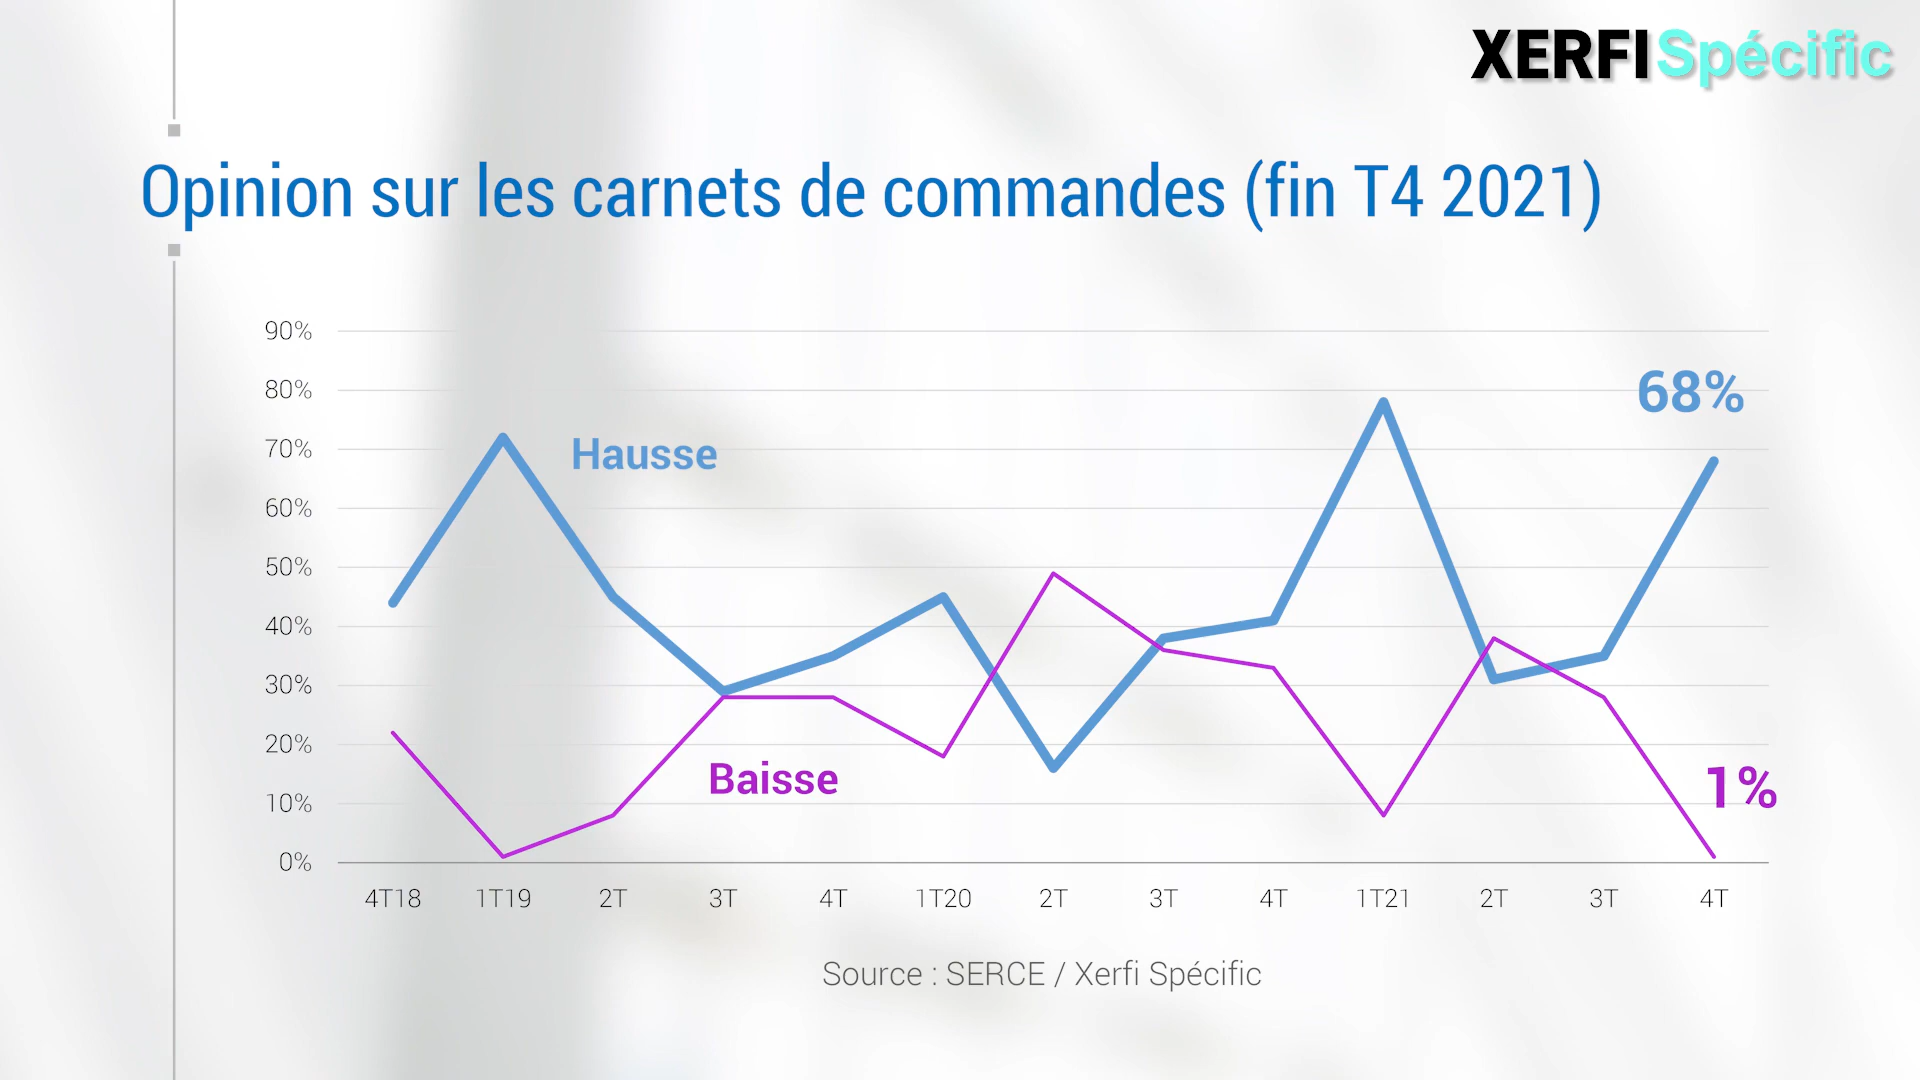 XERFI Spécific
Opinion sur les carnets de commandes (fin T4 2021)
90%
80%
70%
60%
50%
40%
30%
20%
10%
0%
Hausse
68%
Baisse
1%
4T18 1T19 2T 3T 4T 1T20 2T 3T 4T 1T21 2T 3T 4T
Source : SERCE / Xerfi Spécific